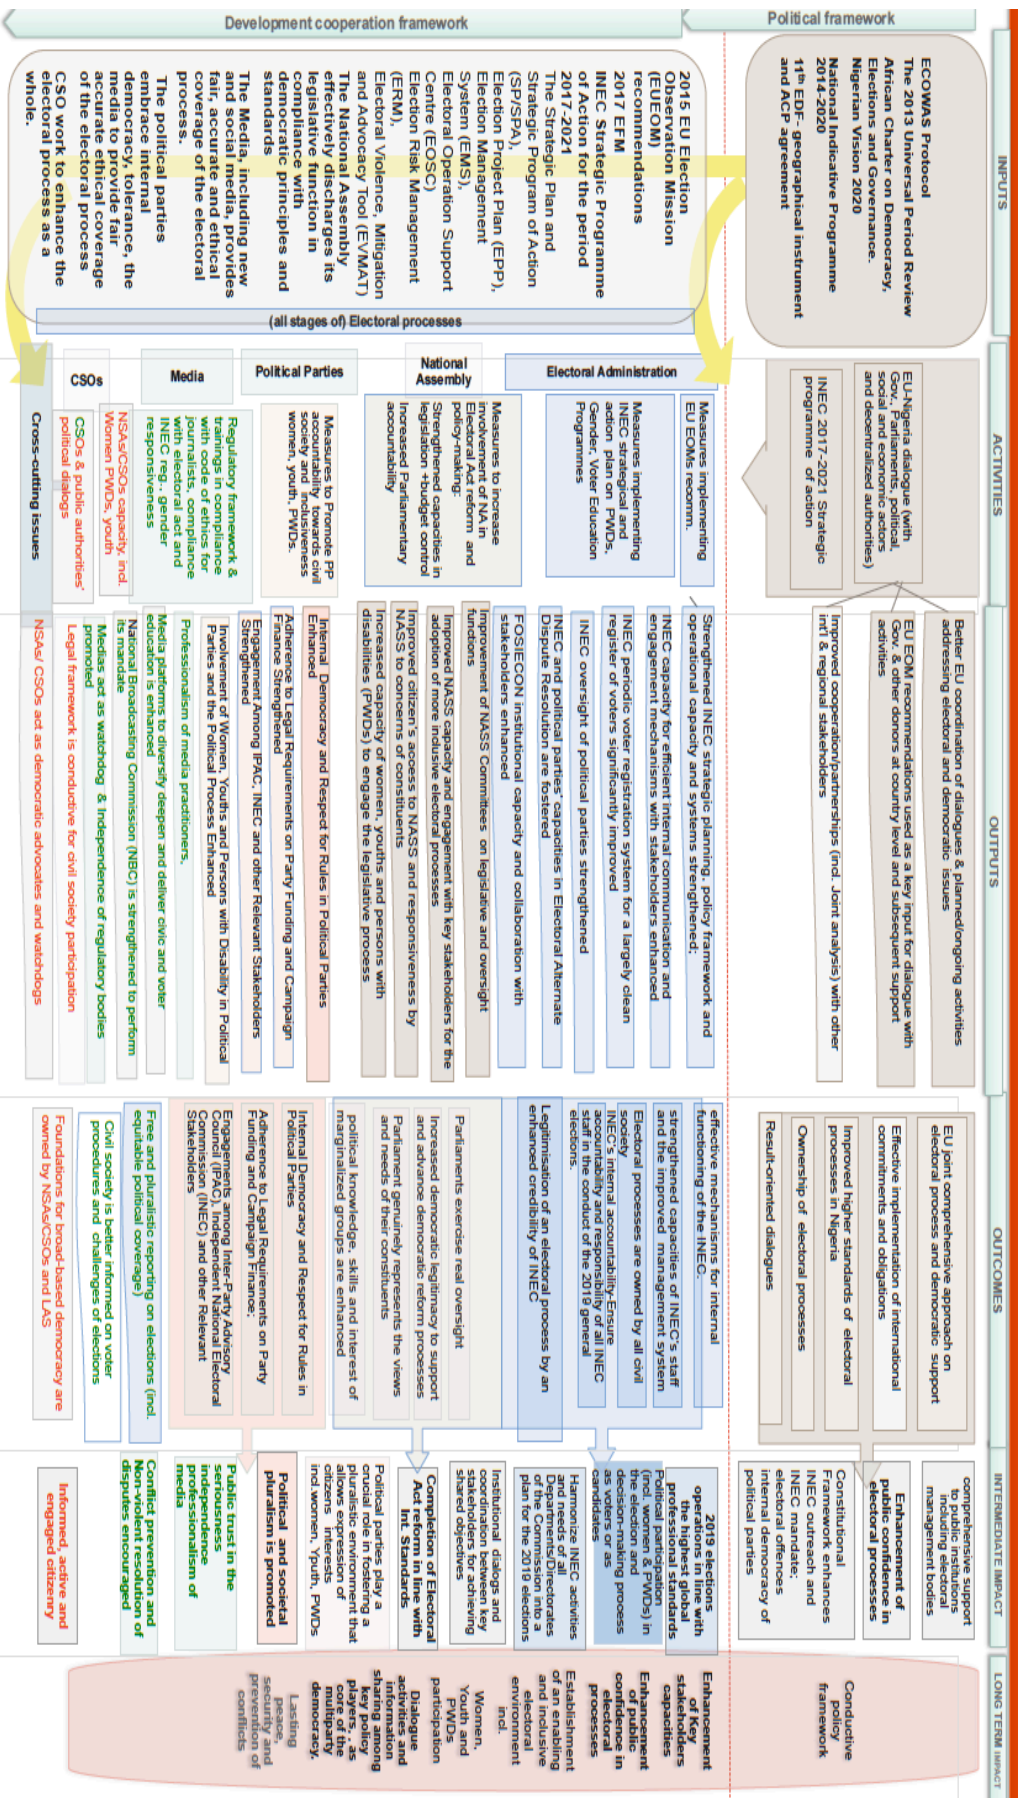 Development cooperation framework
Political framework
INPUTS
ACTIVITIES
OUTPUTS
OUTCOMES
INTERMEDIATE IMPACT
LONG TERM IMPACT
ECOWAS Protocol
The 2013 Universal Period Review
African Charter on Democracy,
Elections and Governance.
Nigerian Vision 2020
National Indicative Programme
2014-2020
11th EDF- geographical instrument
and ACP agreement
EU-Nigeria dialogue (with
Gov., Parliaments, political,
social and economic actors
and decentralized authorities)
INEC 2017-2021 Strategic
programme of action
Better EU coordination of dialogues & planned/ongoing activities
addressing electoral and democratic issues
EU EOM recommendations used as a key input for dialogue with
Gov. & other donors at country level and subsequent support
activities
Improved cooperation/partnerships (incl. Joint analysis) with other
int'l & regional stakeholders
EU joint comprehensive approach on
electoral process and democratic support
Effective implementation of international
commitments and obligations
Improved higher standards of electoral
processes in Nigeria
Ownership of electoral processes
Result-oriented dialogues
comprehensive support
to public institutions
including electoral
management bodies
Enhancement of
public confidence in
electoral processes
Constitutional
Framework enhances
INEC outreach and
INEC mandate;
electoral offences
internal democracy of
political parties
Conductive
policy
framework
2015 EU Election
Observation Mission
(EUEOM)
recommendations
2017 EFM
INEC Strategic Programme
of Action for the period
2017-2021
The Strategic Plan and
Strategic Program of Action
(SP/SPA),
Election Project Plan (EPP),
Election Management
System (EMS),
Electoral Operation Support
Centre (EOSC)
Election Risk Management
(ERM),
Electoral Violence, Mitigation
and Advocacy Tool (EVMAT)
The National Assembly
effectively discharges its
legislative function in
compliance with
democratic principles and
standards
The Media, including new
and social media, provides
fair, accurate and ethical
coverage of the electoral
process.
The political parties
embrace internal
democracy, tolerance, the
media to provide fair
accurate ethical coverage
of the electoral process
CSO work to enhance the
electoral process as a
whole.
(all stages of) Electoral processes
Electoral Administration
National
Assembly
Political Parties
Media
CSOs
Cross-cutting issues
Measures implementing
EU EOMs recomm.
Measures implementing
INEC strategical and
action plan on PWDs,
Gender, Voter Education
Programmes
Measures to increase
involvement of NA in
Electoral Act reform and
policy-making;
Strengthened capacities in
legislation +budget control
Increased Parliamentary
accountability
Measures to Promote PP
accountability towards civil
society and inclusiveness
women, youth, PWDs.
Regulatory framework &
trainings in compliance
with code of ethics for
journalists, compliance
with electoral act and
INEC reg., gender
responsiveness
NSAs/CSOs capacity, incl.
Women, PWDs, youth
CSOs & public authorities'
political dialogs
Strengthened INEC strategic planning, policy framework and
operational capacity and systems strengthened;
INEC capacity for efficient internal communication and
engagement mechanisms with stakeholders enhanced
INEC periodic voter registration system for a largely clean
register of voters significantly improved
INEC oversight of political parties strengthened
INEC and political parties' capacities in Electoral Alternate
Dispute Resolution are fostered
FOSIECON institutional capacity and collaboration with
stakeholders enhanced
Improvement of NASS Committees on legislative and oversight
functions
Improved NASS capacity and engagement with key stakeholders for the
adoption of more inclusive electoral processes
Improved citizen's access to NASS and responsiveness by
NASS to concerns of constituents
Increased capacity of women, youths and persons with
disabilities (PWDs) to engage the legislative process
Internal Democracy and Respect for Rules in Political Parties
Enhanced
Adherence to Legal Requirements on Party Funding and Campaign
Finance Strengthened
Engagement Among IPAC, INEC and other Relevant Stakeholders
Strengthened
Involvement of Women, Youths and Persons with Disability in Political
Parties and the Political Process Enhanced
Professionalism of media practitioners,
Media platforms to diversify deepen and deliver civic and voter
education is enhanced
National Broadcasting Commission (NBC) is strengthened to perform
its mandate
Medias act as watchdog & Independence of regulatory bodies
promoted
Legal framework is conductive for civil society participation
NSAs/ CSOs act as democratic advocates and watchdogs
effective mechanisms for internal
functioning of the INEC.
strengthened capacities of INEC's staff
and the improved management system
Electoral processes are owned by all civil
society
INEC's internal accountability-Ensure
accountability and responsibility of all INEC
staff in the conduct of the 2019 general
elections.
Legitimisation of an electoral process by an
enhanced credibility of INEC
Parliaments exercise real oversight
Increased democratic legitimacy to support
and advance democratic reform processes
Parliament genuinely represents the views
and needs of their constituents
political knowledge, skills and interest of
marginalized groups are enhanced
Internal Democracy and Respect for Rules in
Political Parties
Adherence to Legal Requirements on Party
Funding and Campaign Finance;
Engagements among Inter-Party Advisory
Council (IPAC), Independent National Electoral
Commission (INEC) and other Relevant
Stakeholders
Free and pluralistic reporting on elections (incl.
equitable political coverage)
Civil society is better informed on voter
procedures and challenges of elections
Foundations for broad-based democracy are
owned by NSAs/CSOs and LAS
2019 elections
operations in line with
the highest global
professional standards
Political participation
(incl. women & PWDs) in
the election and
decision-making process
as voters or as
candidates
Harmonize INEC activities
and needs of all
Departments/Directorates
of the Commission into a
plan for the 2019 elections
Institutional dialogs and
coordination between key
stakeholders for achieving
shared objectives
Completion of Electoral
Act reform in line with
Int. Standards
Political parties play a
crucial role in fostering a
pluralistic environment that
allows expression of
citizens interests
incl.women, Youth, PWDs
Political and societal
pluralism is promoted
Public trust in the
seriousness
independence
professionalism of
media
Conflict prevention and
Non-violent resolution of
disputes encouraged
Informed, active and
engaged citizenry
Enhancement
of Key
stakeholders
capacities
Enhancement
of public
confidence in
electoral
processes
Establishment
of an enabling
and inclusive
electoral
environment
incl.
Women,
Youth and
PWDs
participation
Dialogue
activities and
information
sharing among
key policy
players, as
core of the
multiparty
democracy.
Lasting
peace,
security and
prevention of
conflicts